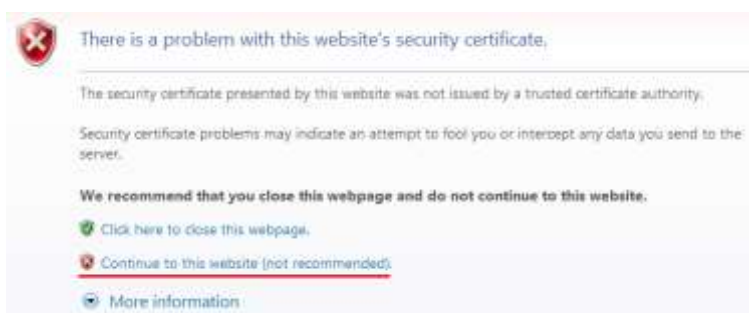 There is a problem with this website's security certificate.
The security certificate presented by this website was not issued by a trusted certificate authority.
Security certificate problems may indicate an attempt to fool you or intercept any data you send to the
server.
We recommend that you close this webpage and do not continue to this website.
Click here to close this webpage.
Continue to this website (not recommended).
More information